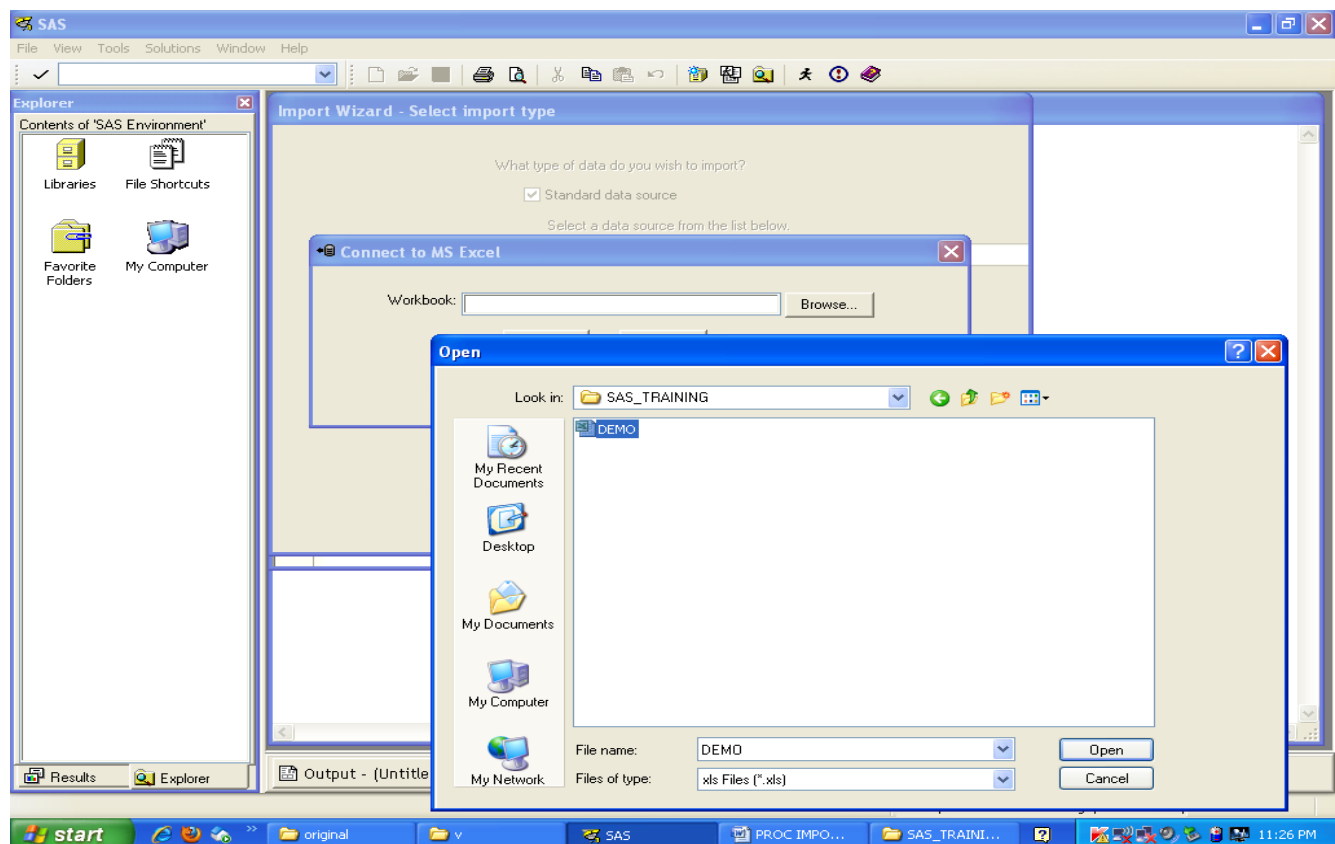 SAS
File View Tools Solutions Window Help
Explorer
Contents of 'SAS Environment'
Libraries
File Shortcuts
Favorite
Folders
My Computer
Results
Explorer
Import Wizard - Select import type
What type of data do you wish to import?
Standard data source
Select a data source from the list below.
Connect to MS Excel
Workbook:
Browse...
Open
Look in:
SAS_TRAINING
DEMO
My Recent
Documents
Desktop
My Documents
My Computer
My Network
File name:
DEMO
Open
Files of type:
xls Files (*.xls)
Cancel
Output - (Untitle
start
original
v
SAS
PROC IMPO...
SAS_TRAINI...
11:26 PM